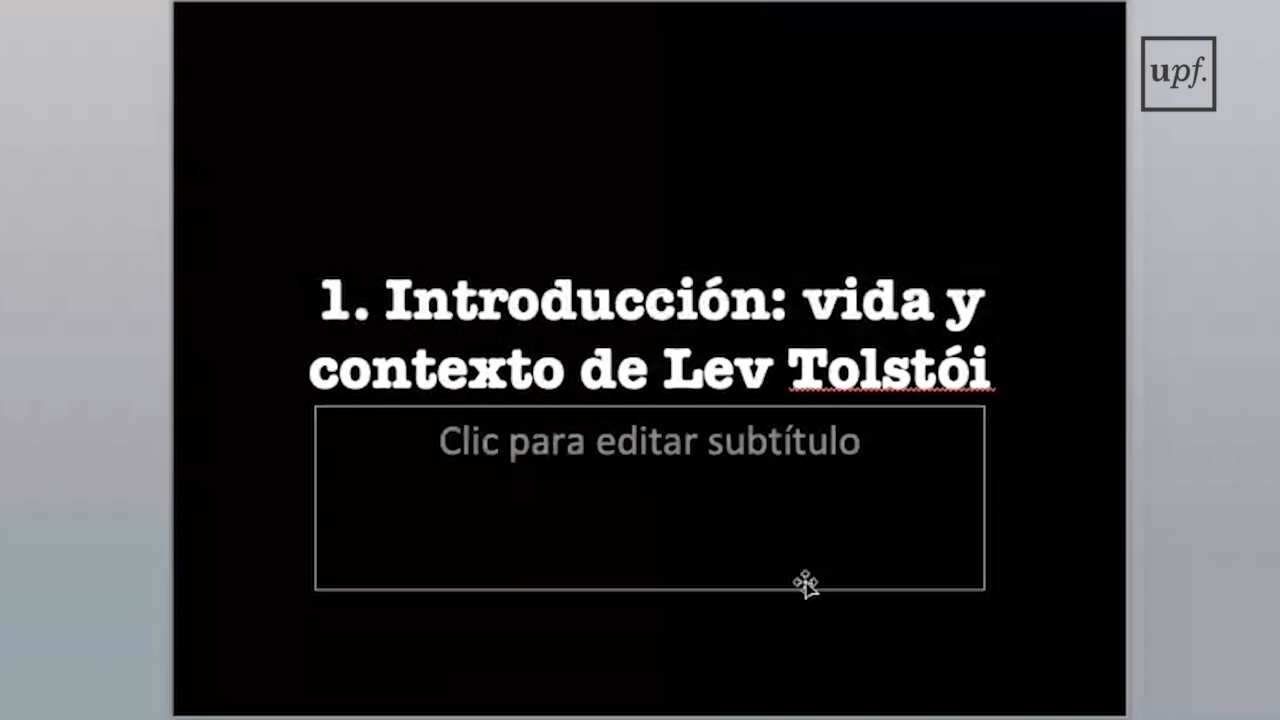 upf.
1. Introducción: vida y
contexto de Lev Tolstói
Clic para editar subtítulo